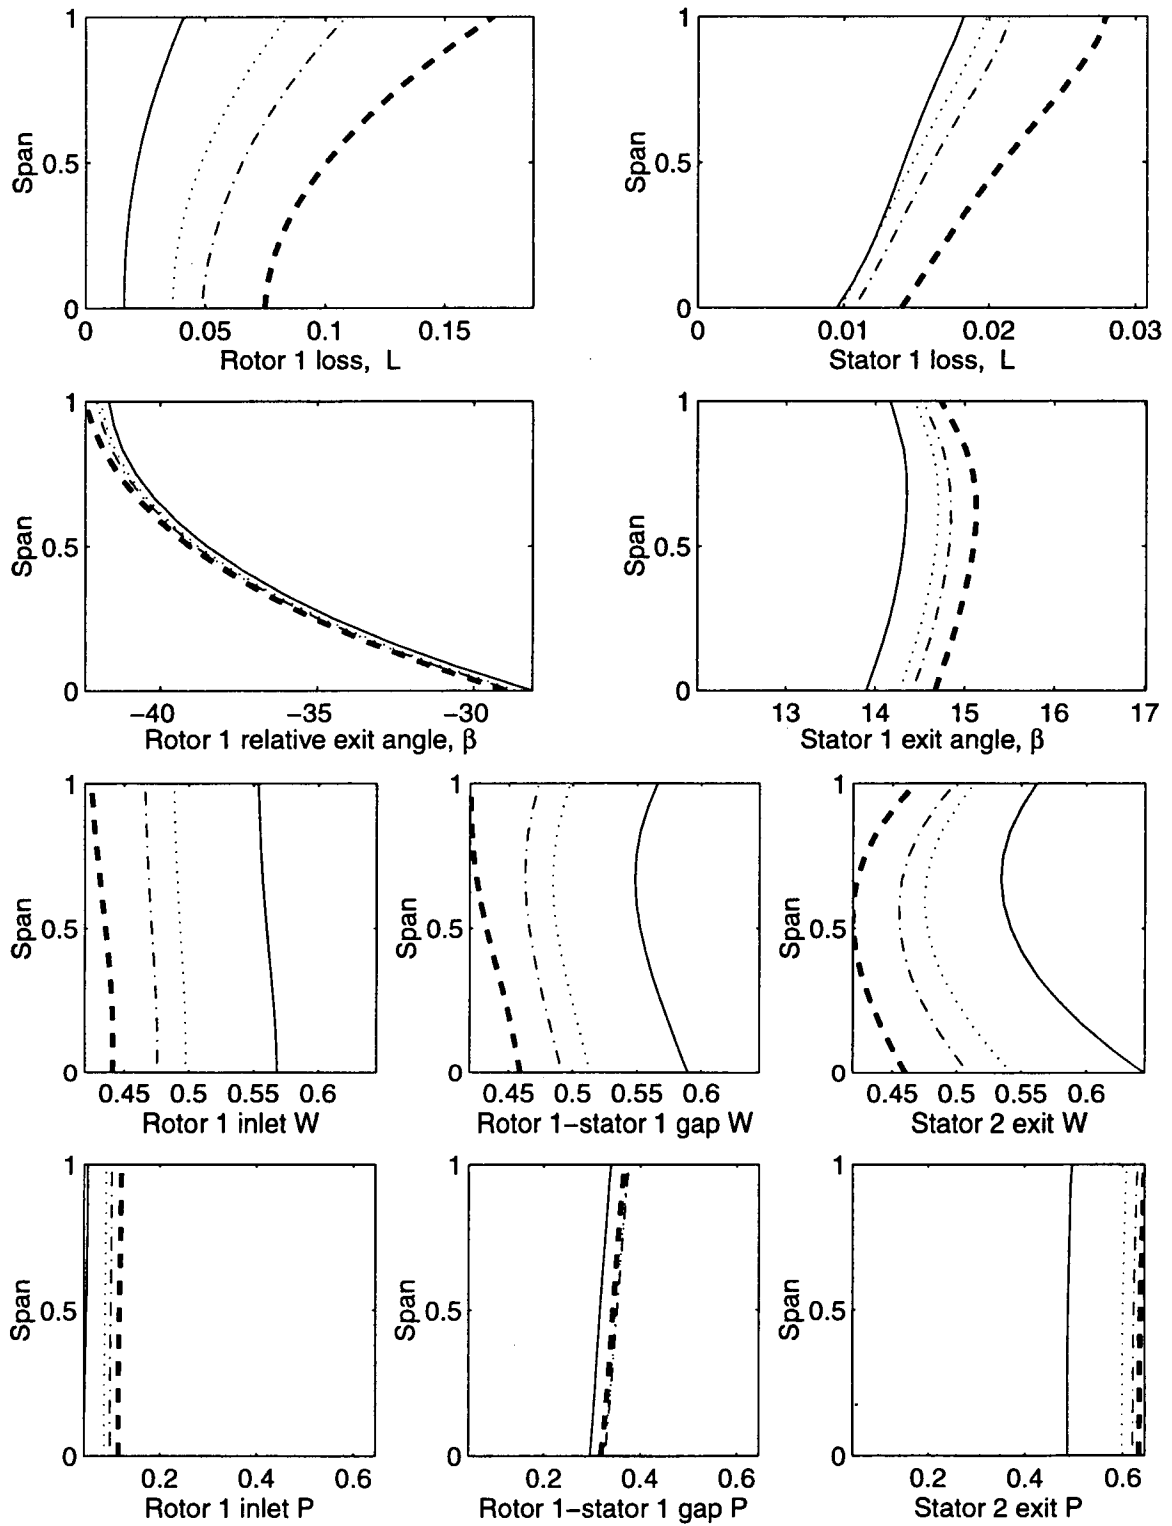 1
0.5
0
Span
0 0.05 0.1 0.15
Rotor 1 loss, L
1
0.5
0
Span
0 0.01 0.02 0.03
Stator 1 loss, L
1
0.5
0
Span
−40 −35 −30
Rotor 1 relative exit angle, β
1
0.5
0
Span
13 14 15 16 17
Stator 1 exit angle, β
1
0.5
0
Span
0.45 0.5 0.55 0.6
Rotor 1 inlet W
1
0.5
0
Span
0.45 0.5 0.55 0.6
Rotor 1−stator 1 gap W
1
0.5
0
Span
0.45 0.5 0.55 0.6
Stator 2 exit W
1
0.5
0
Span
0.2 0.4 0.6
Rotor 1 inlet P
1
0.5
0
Span
0.2 0.4 0.6
Rotor 1−stator 1 gap P
1
0.5
0
Span
0.2 0.4 0.6
Stator 2 exit P